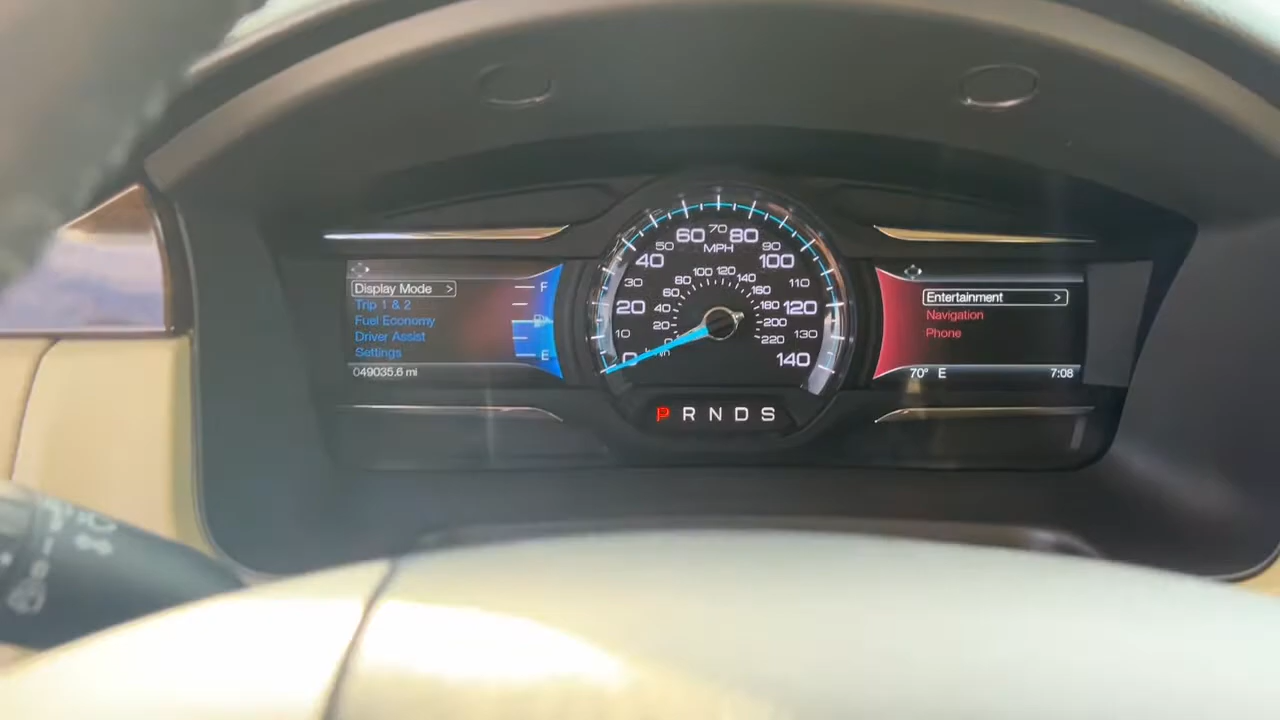 Display Mode >
Trip 1 & 2
Fuel Economy
Driver Assist
Settings
049035.6 mi
F
E
0 10 20 30 40 50 60 70 80 90 100 110 120 130 140
MPH
0 20 40 60 80 100 120 140 160 180 200 220
km/h
P R N D S
Entertainment >
Navigation
Phone
70° E 7:08